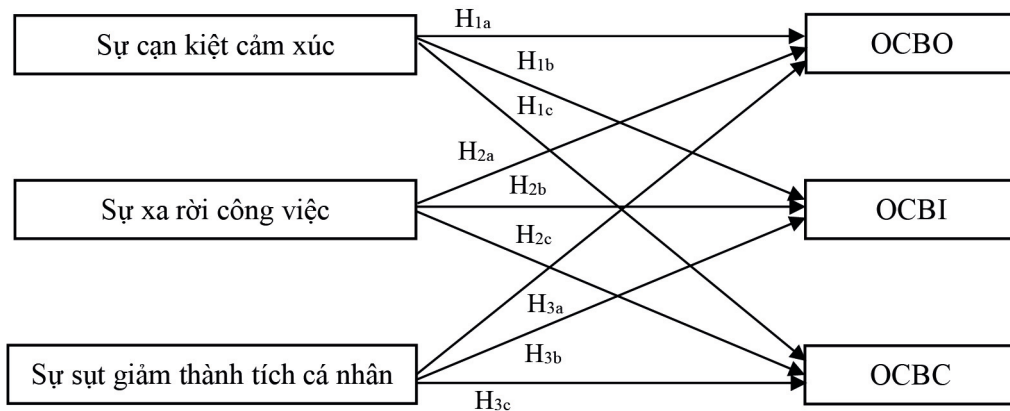 H1a
Sự cạn kiệt cảm xúc
OCBO
H1b
H1c
H2a
H2b
Sự xa rời công việc
OCBI
H2c
H3a
H3b
Sự sụt giảm thành tích cá nhân
OCBC
H3c